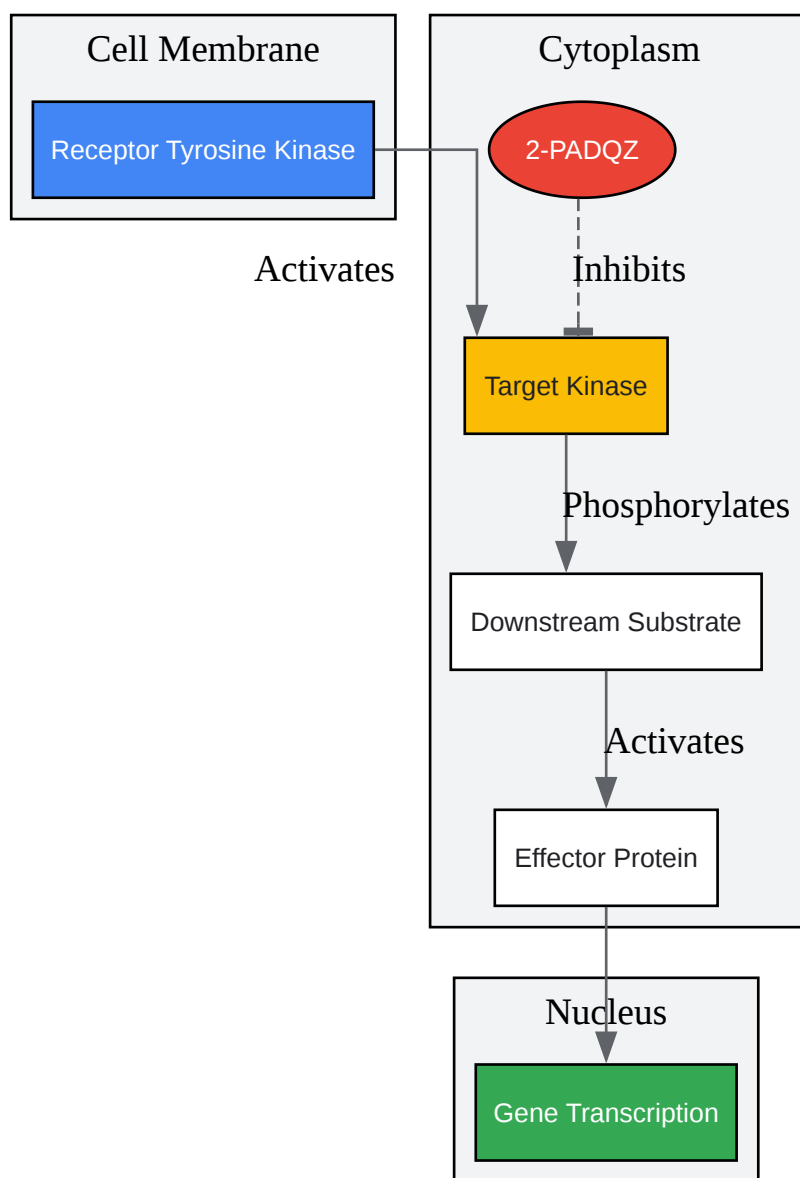 Cell Membrane
Cytoplasm
Receptor Tyrosine Kinase
2-PADQZ
Activates
Inhibits
Target Kinase
Phosphorylates
Downstream Substrate
Activates
Effector Protein
Nucleus
Gene Transcription